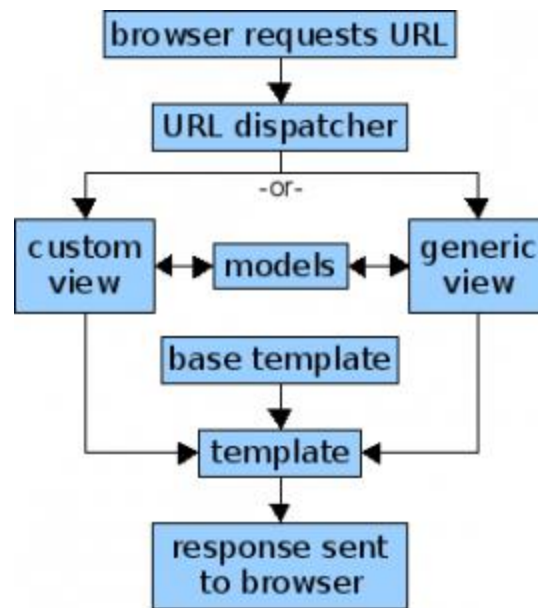 browser requests URL
URL dispatcher
-or-
custom
view
models
generic
view
base template
template
response sent
to browser